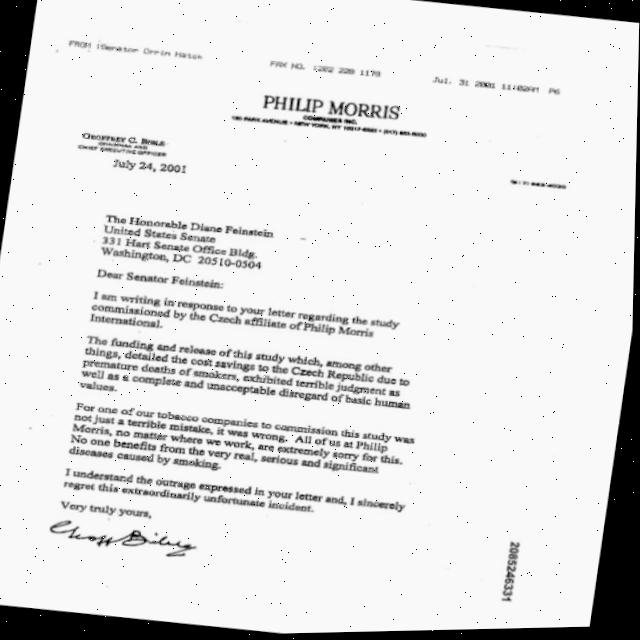 FROM :Senator Orrin Hatch
FAX NO. :202 228 1178
Jul. 31 2001 11:02AM P6
PHILIP MORRIS
COMPANIES INC.
120 PARK AVENUE • NEW YORK, NY
GEOFFREY C. BIBLE
CHAIRMAN AND
CHIEF EXECUTIVE OFFICER
July 24, 2001
The Honorable Diane Feinstein
United States Senate
331 Hart Senate Office Bldg.
Washington, DC 20510-0504
Dear Senator Feinstein:
I am writing in response to your letter regarding the study
commissioned by the Czech affiliate of Philip Morris
International.
The funding and release of this study which, among other
things, detailed the cost savings to the Czech Republic due to
premature deaths of smokers, exhibited terrible judgment as
well as a complete and unacceptable disregard of basic human
values.
For one of our tobacco companies to commission this study was
not just a terrible mistake, it was wrong. All of us at Philip
Morris, no matter where we work, are extremely sorry for this.
No one benefits from the very real, serious and significant
diseases caused by smoking.
I understand the outrage expressed in your letter and, I sincerely
regret this extraordinarily unfortunate incident.
Very truly yours,
2085246331